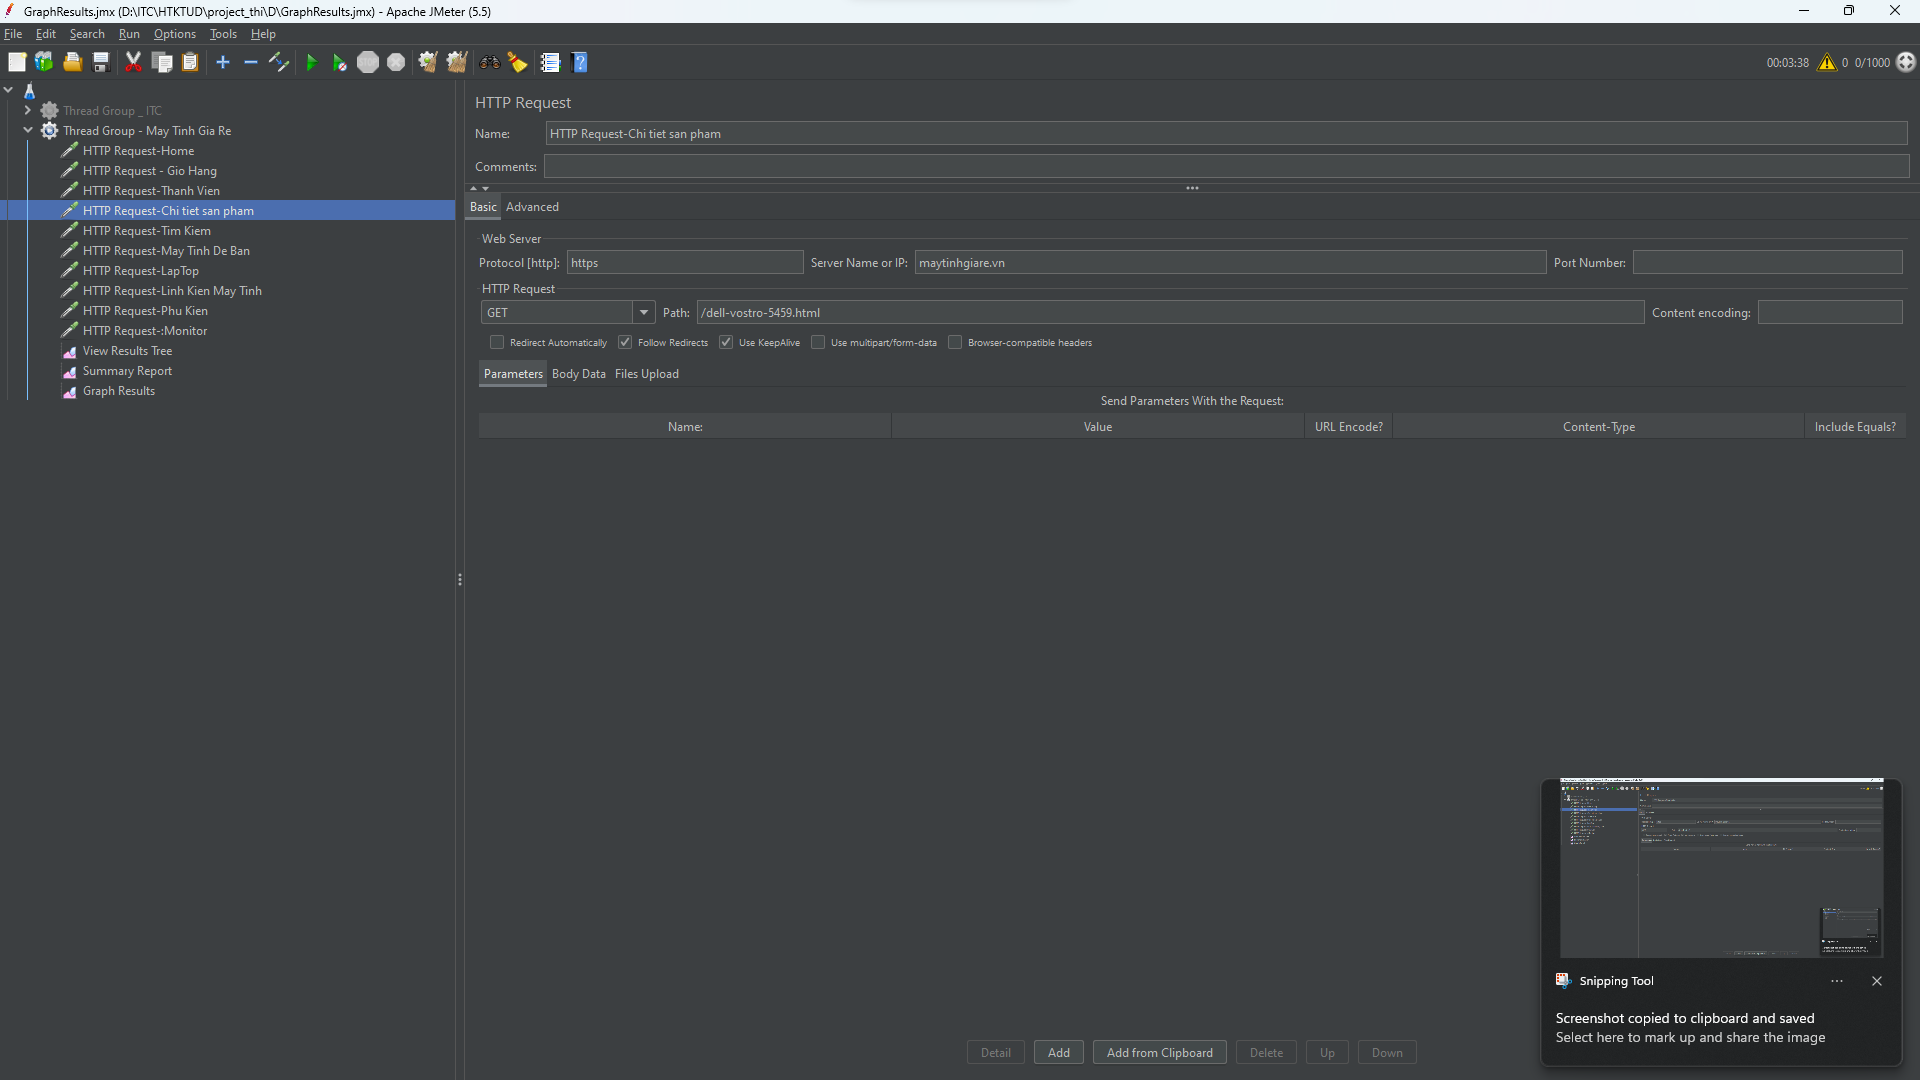 GraphResults.jmx (D:\ITC\HTKTUD\project_thi\D\GraphResults.jmx) - Apache JMeter (5.5)
File Edit Search Run Options Tools Help
00:03:38 0 0/1000
Thread Group _ ITC
Thread Group - May Tinh Gia Re
HTTP Request-Home
HTTP Request - Gio Hang
HTTP Request-Thanh Vien
HTTP Request-Chi tiet san pham
HTTP Request-Tim Kiem
HTTP Request-May Tinh De Ban
HTTP Request-LapTop
HTTP Request-Linh Kien May Tinh
HTTP Request-Phu Kien
HTTP Request-:Monitor
View Results Tree
Summary Report
Graph Results
HTTP Request
Name: HTTP Request-Chi tiet san pham
Comments:
Basic Advanced
Web Server
Protocol [http]: https Server Name or IP: maytinhgiare.vn Port Number:
HTTP Request
GET Path: /dell-vostro-5459.html Content encoding:
Redirect Automatically Follow Redirects Use KeepAlive Use multipart/form-data Browser-compatible headers
Parameters Body Data Files Upload
Send Parameters With the Request:
Name: Value URL Encode? Content-Type Include Equals?
Detail Add Add from Clipboard Delete Up Down
Snipping Tool
Screenshot copied to clipboard and saved
Select here to mark up and share the image